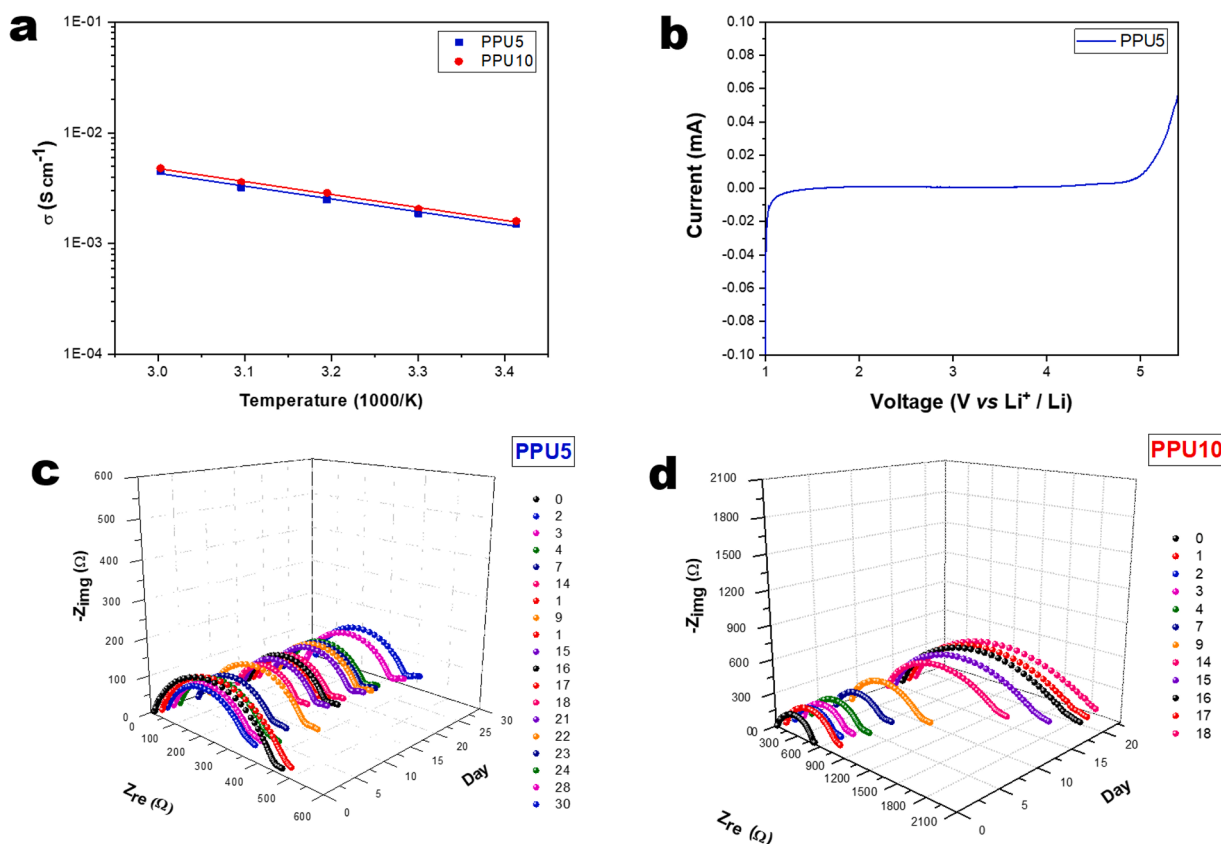 a
1E-01
1E-02
1E-03
1E-04
σ (S cm⁻¹)
PPU5
PPU10
3.0 3.1 3.2 3.3 3.4
Temperature (1000/K)
b
0.10
0.08
0.06
0.04
0.02
0.00
-0.02
-0.04
-0.06
-0.08
-0.10
Current (mA)
PPU5
1 2 3 4 5
Voltage (V vs Li⁺ / Li)
c
PPU5
600
500
400
300
200
100
0
-Zimg (Ω)
0 100 200 300 400 500 600
Zre (Ω)
0 5 10 15 20 25 30
Day
0
2
3
4
7
14
1
9
1
15
16
17
18
21
22
23
24
28
30
d
PPU10
2100
1800
1500
1200
900
600
300
0
-Zimg (Ω)
0 300 600 900 1200 1500 1800 2100
Zre (Ω)
0 5 10 15 20
Day
0
1
2
3
4
7
9
14
15
16
17
18